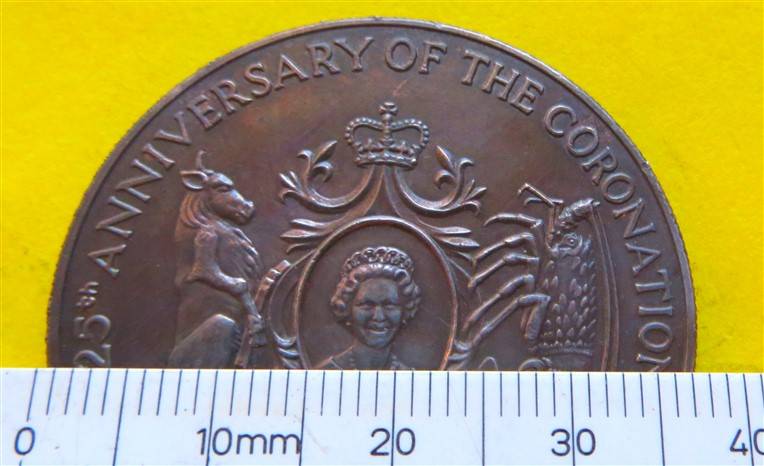 25th ANNIVERSARY OF THE CORONATION
0 10mm 20 30 40